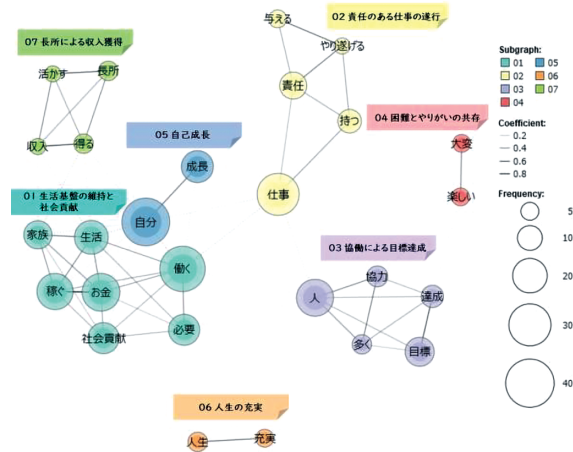 07 長所による収入獲得
活かす
長所
収入
得る
02 責任のある仕事の遂行
与える
やり遂げる
責任
持つ
仕事
04 困難とやりがいの共存
大変
楽しい
05 自己成長
成長
自分
01 生活基盤の維持と
社会貢献
家族
生活
働く
稼ぐ
お金
社会貢献
必要
03 協働による目標達成
人
協力
達成
多く
目標
06 人生の充実
人生
充実
Subgraph:
01
05
02
06
03
07
04
Coefficient:
0.2
0.4
0.6
0.8
Frequency:
5
10
20
30
40